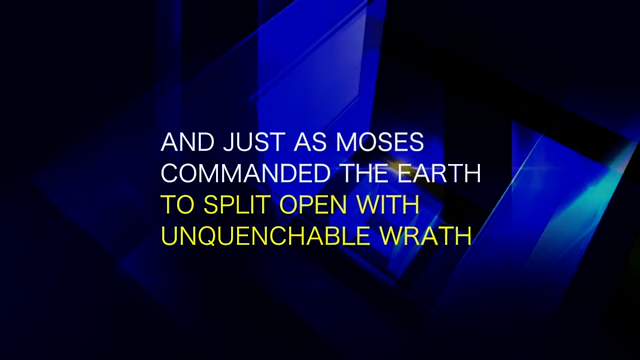 AND JUST AS MOSES
COMMANDED THE EARTH
TO SPLIT OPEN WITH
UNQUENCHABLE WRATH